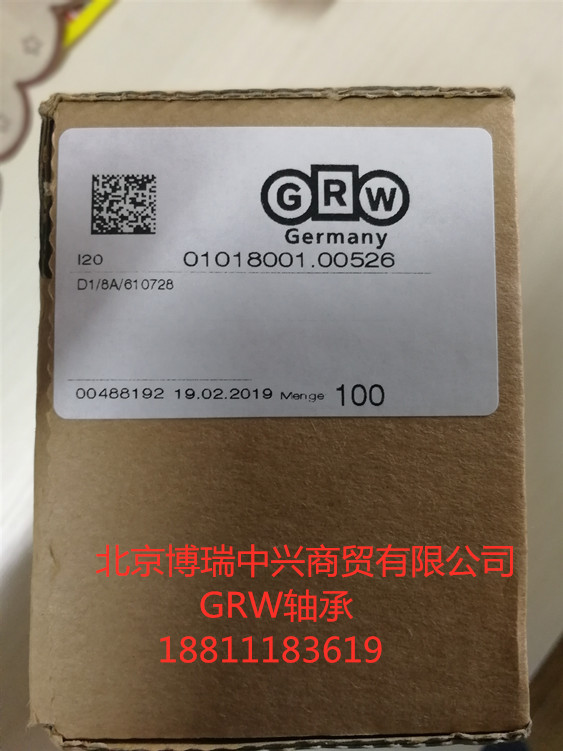 GRW
Germany
I20 01018001.00526
D1/8A/610728
00488192 19.02.2019 Menge 100
北京博瑞中兴商贸有限公司
GRW轴承
18811183619